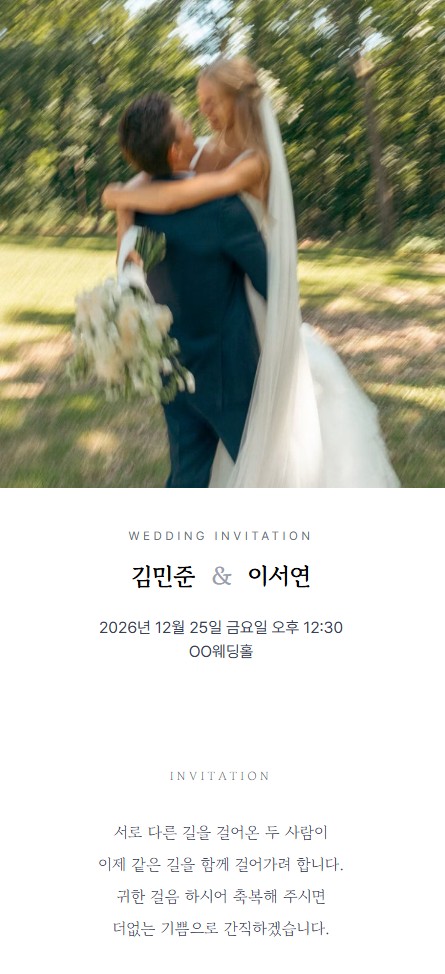 WEDDING INVITATION
김민준 & 이서연
2026년 12월 25일 금요일 오후 12:30
OO웨딩홀
INVITATION
서로 다른 길을 걸어온 두 사람이
이제 같은 길을 함께 걸어가려 합니다.
귀한 걸음 하시어 축복해 주시면
더없는 기쁨으로 간직하겠습니다.